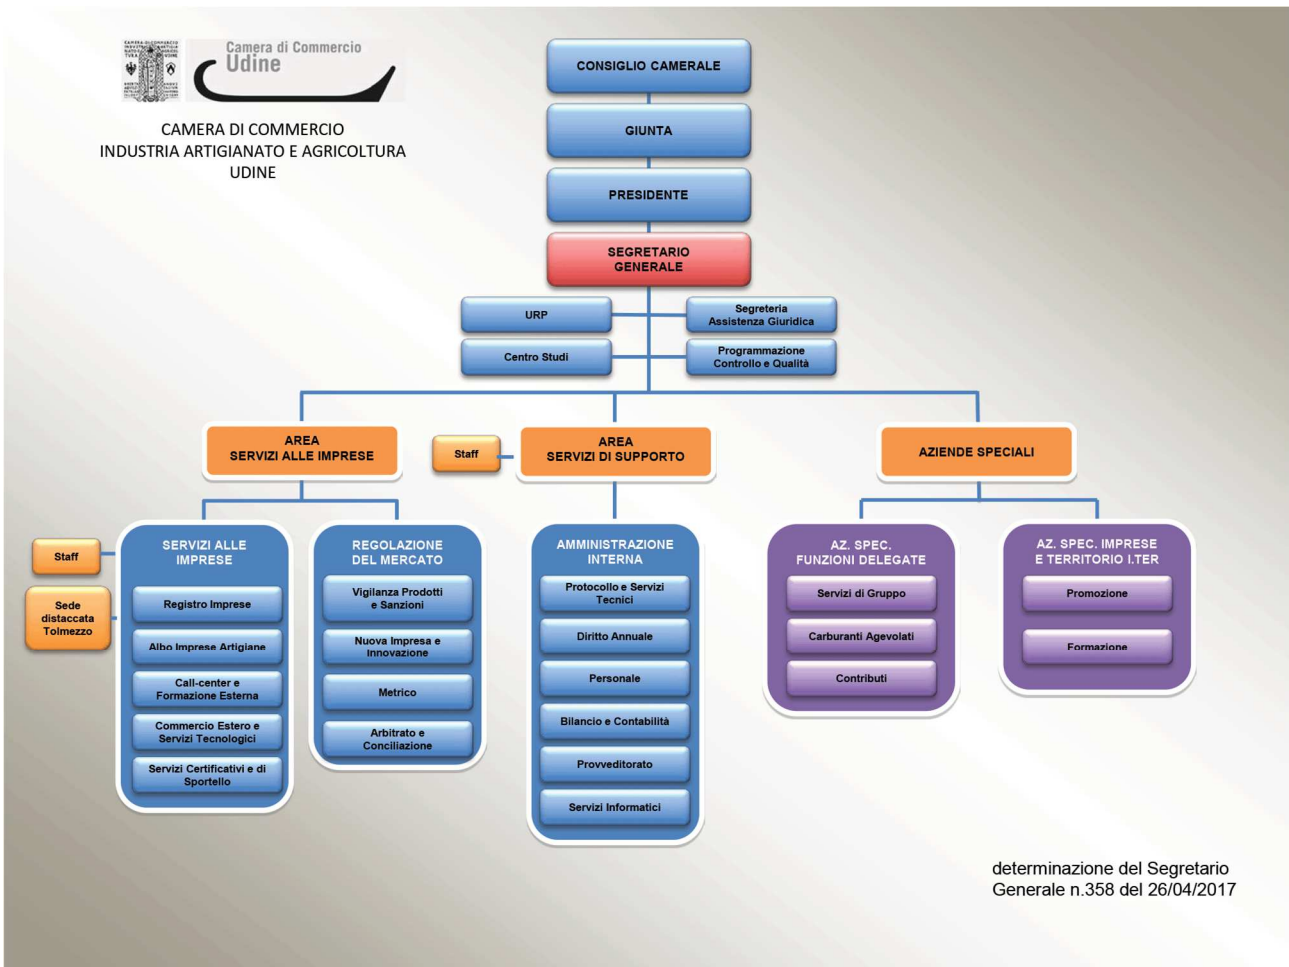 Camera di Commercio
Udine
CAMERA DI COMMERCIO
INDUSTRIA ARTIGIANATO E AGRICOLTURA
UDINE
CONSIGLIO CAMERALE
GIUNTA
PRESIDENTE
SEGRETARIO
GENERALE
URP
Segreteria
Assistenza Giuridica
Centro Studi
Programmazione
Controllo e Qualità
AREA
SERVIZI ALLE IMPRESE
Staff
AREA
SERVIZI DI SUPPORTO
AZIENDE SPECIALI
Staff
Sede
distaccata
Tolmezzo
SERVIZI ALLE
IMPRESE
Registro Imprese
Albo Imprese Artigiane
Call-center e
Formazione Esterna
Commercio Estero e
Servizi Tecnologici
Servizi Certificativi e di
Sportello
REGOLAZIONE
DEL MERCATO
Vigilanza Prodotti
e Sanzioni
Nuova Impresa e
Innovazione
Metrico
Arbitrato e
Conciliazione
AMMINISTRAZIONE
INTERNA
Protocollo e Servizi
Tecnici
Diritto Annuale
Personale
Bilancio e Contabilità
Provveditorato
Servizi Informatici
AZ. SPEC.
FUNZIONI DELEGATE
Servizi di Gruppo
Carburanti Agevolati
Contributi
AZ. SPEC. IMPRESE
E TERRITORIO I.TER
Promozione
Formazione
determinazione del Segretario
Generale n.358 del 26/04/2017